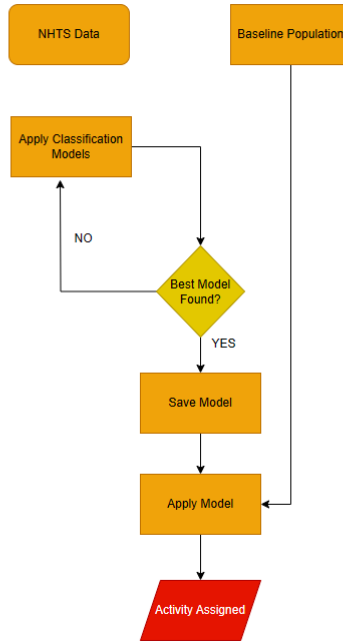 NHTS Data
Baseline Population
Apply Classification
Models
NO
Best Model
Found?
YES
Save Model
Apply Model
Activity Assigned